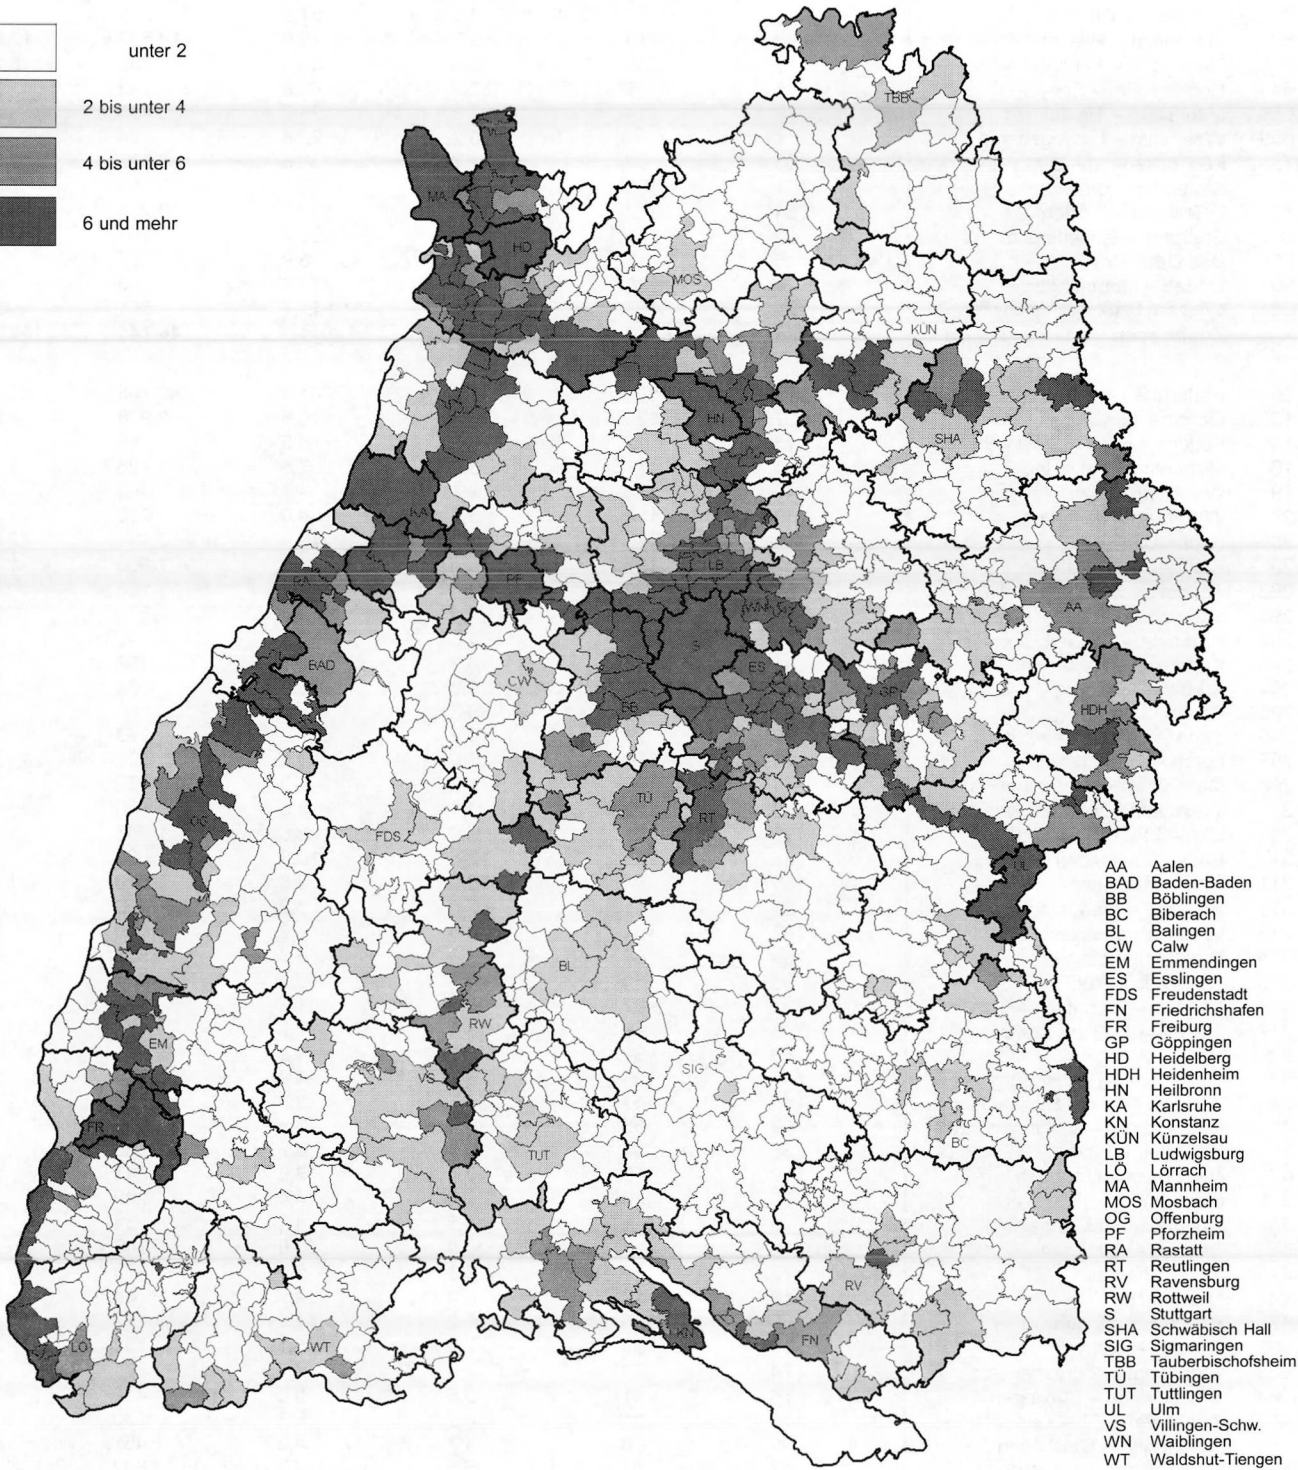 unter 2
2 bis unter 4
4 bis unter 6
6 und mehr
TBB
MA
HD
MOS
KÜN
HN
SHA
KA
LB
PF
RA
WN
AA
S
BAD
ES
CW
GP
BB
HDH
TÜ
OG
RT
FDS
UL
BL
RW
EM
SIG
VS
FR
BC
TUT
RV
KN
FN
LÖ
WT
AA Aalen
BAD Baden-Baden
BB Böblingen
BC Biberach
BL Balingen
CW Calw
EM Emmendingen
ES Esslingen
FDS Freudenstadt
FN Friedrichshafen
FR Freiburg
GP Göppingen
HD Heidelberg
HDH Heidenheim
HN Heilbronn
KA Karlsruhe
KN Konstanz
KÜN Künzelsau
LB Ludwigsburg
LÖ Lörrach
MA Mannheim
MOS Mosbach
OG Offenburg
PF Pforzheim
RA Rastatt
RT Reutlingen
RV Ravensburg
RW Rottweil
S Stuttgart
SHA Schwäbisch Hall
SIG Sigmaringen
TBB Tauberbischofsheim
TÜ Tübingen
TUT Tuttlingen
UL Ulm
VS Villingen-Schw.
WN Waiblingen
WT Waldshut-Tiengen